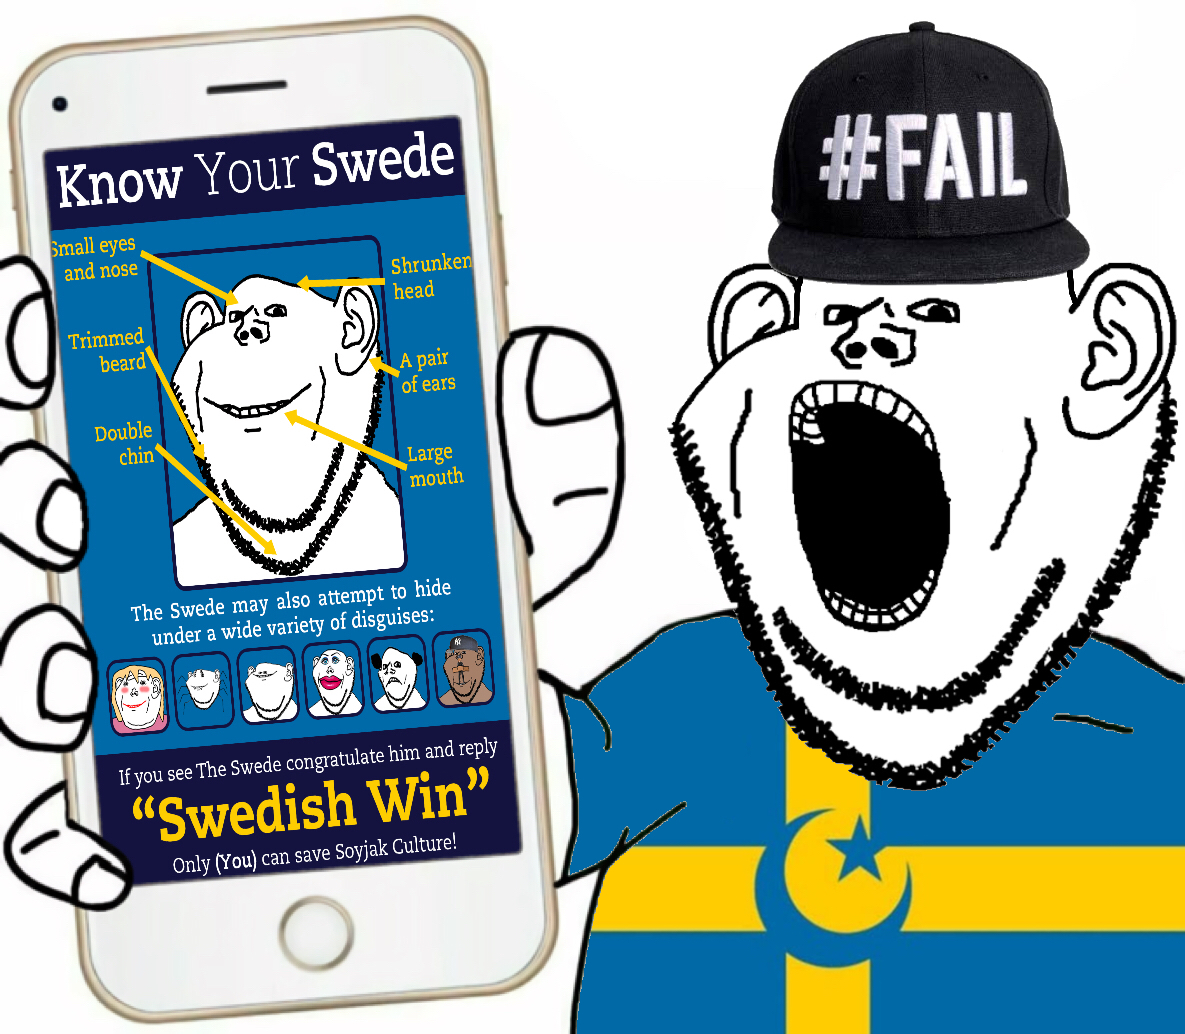 Know Your Swede
Small eyes
and nose
Shrunken
head
Trimmed
beard
A pair
of ears
Double
chin
Large
mouth
The Swede may also attempt to hide
under a wide variety of disguises:
If you see The Swede congratulate him and reply
“Swedish Win”
Only (You) can save Soyjak Culture!
#FAIL